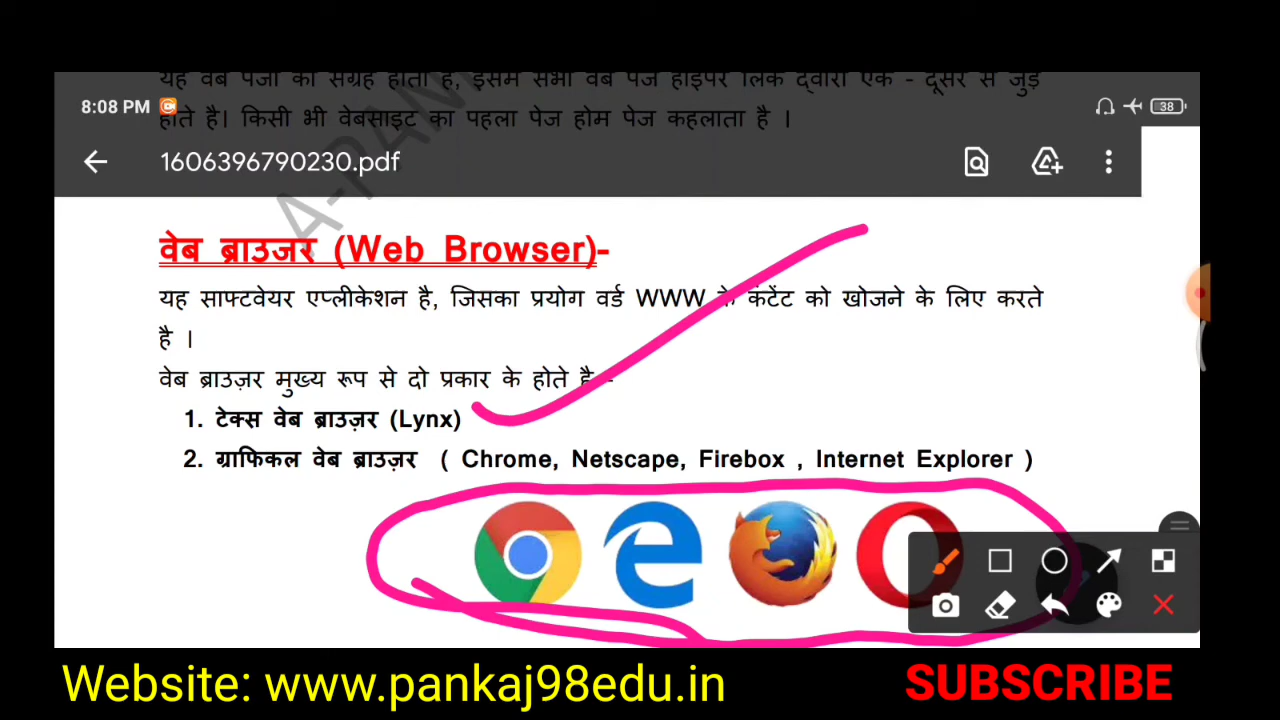 यह वेब पेजों का संग्रह होता है, इसमें सभी वेब पेज हाइपर लिंक द्वारा एक - दूसरे से जुड़े
8:08 PM
38
होते है। किसी भी वेबसाइट का पहला पेज होम पेज कहलाता है ।
1606396790230.pdf
वेब ब्राउजर (Web Browser)-
यह साफ्टवेयर एप्लीकेशन है, जिसका प्रयोग वर्ड WWW के कंटेंट को खोजने के लिए करते
है ।
वेब ब्राउज़र मुख्य रूप से दो प्रकार के होते है -
1. टेक्स वेब ब्राउज़र (Lynx)
2. ग्राफिकल वेब ब्राउज़र ( Chrome, Netscape, Firebox , Internet Explorer )
Website: www.pankaj98edu.in
SUBSCRIBE